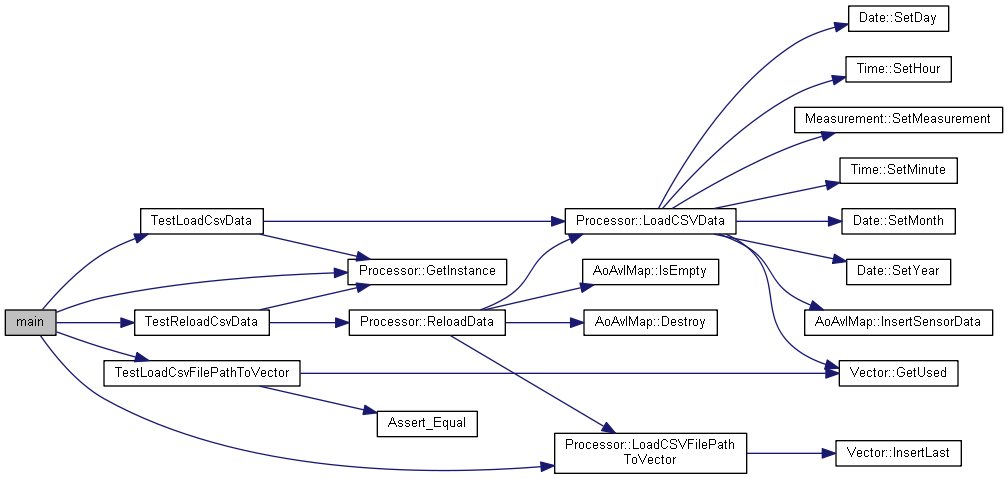 Date::SetDay
Time::SetHour
Measurement::SetMeasurement
Time::SetMinute
TestLoadCsvData
Processor::LoadCSVData
Date::SetMonth
Processor::GetInstance
AoAvlMap::IsEmpty
Date::SetYear
main
TestReloadCsvData
Processor::ReloadData
AoAvlMap::Destroy
AoAvlMap::InsertSensorData
TestLoadCsvFilePathToVector
Vector::GetUsed
Assert_Equal
Processor::LoadCSVFilePath
ToVector
Vector::InsertLast